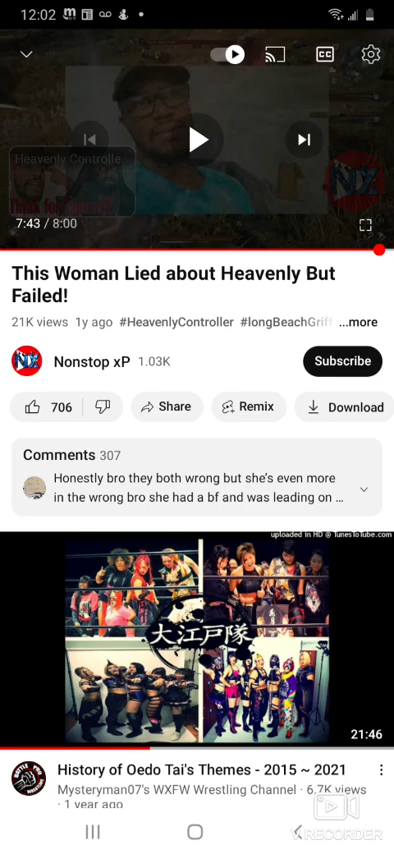 12:02
CC
Heavenly Controlle...
7:43 / 8:00
This Woman Lied about Heavenly But
Failed!
21K views 1y ago #HeavenlyController #longBeachGriff ...more
Nonstop xP 1.03K
Subscribe
706
Share
Remix
Download
Comments 307
Honestly bro they both wrong but she's even more
in the wrong bro she had a bf and was leading on ...
uploaded in HD @ TunesToTube.com
大江戸隊
21:46
History of Oedo Tai's Themes - 2015 ~ 2021
Mysteryman07's WXFW Wrestling Channel · 6.7K views
· 1 year ago
RECORDER